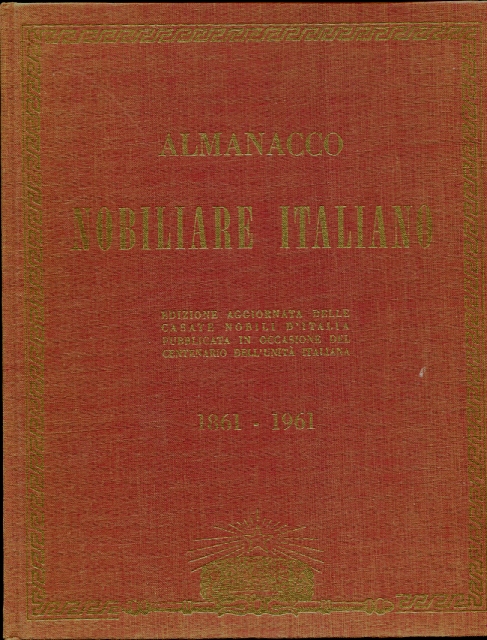 ALMANACCO
NOBILIARE ITALIANO
EDIZIONE AGGIORNATA DELLE
CASATE NOBILI D'ITALIA
PUBBLICATA IN OCCASIONE DEL
CENTENARIO DELL'UNITÀ ITALIANA
1861 - 1961